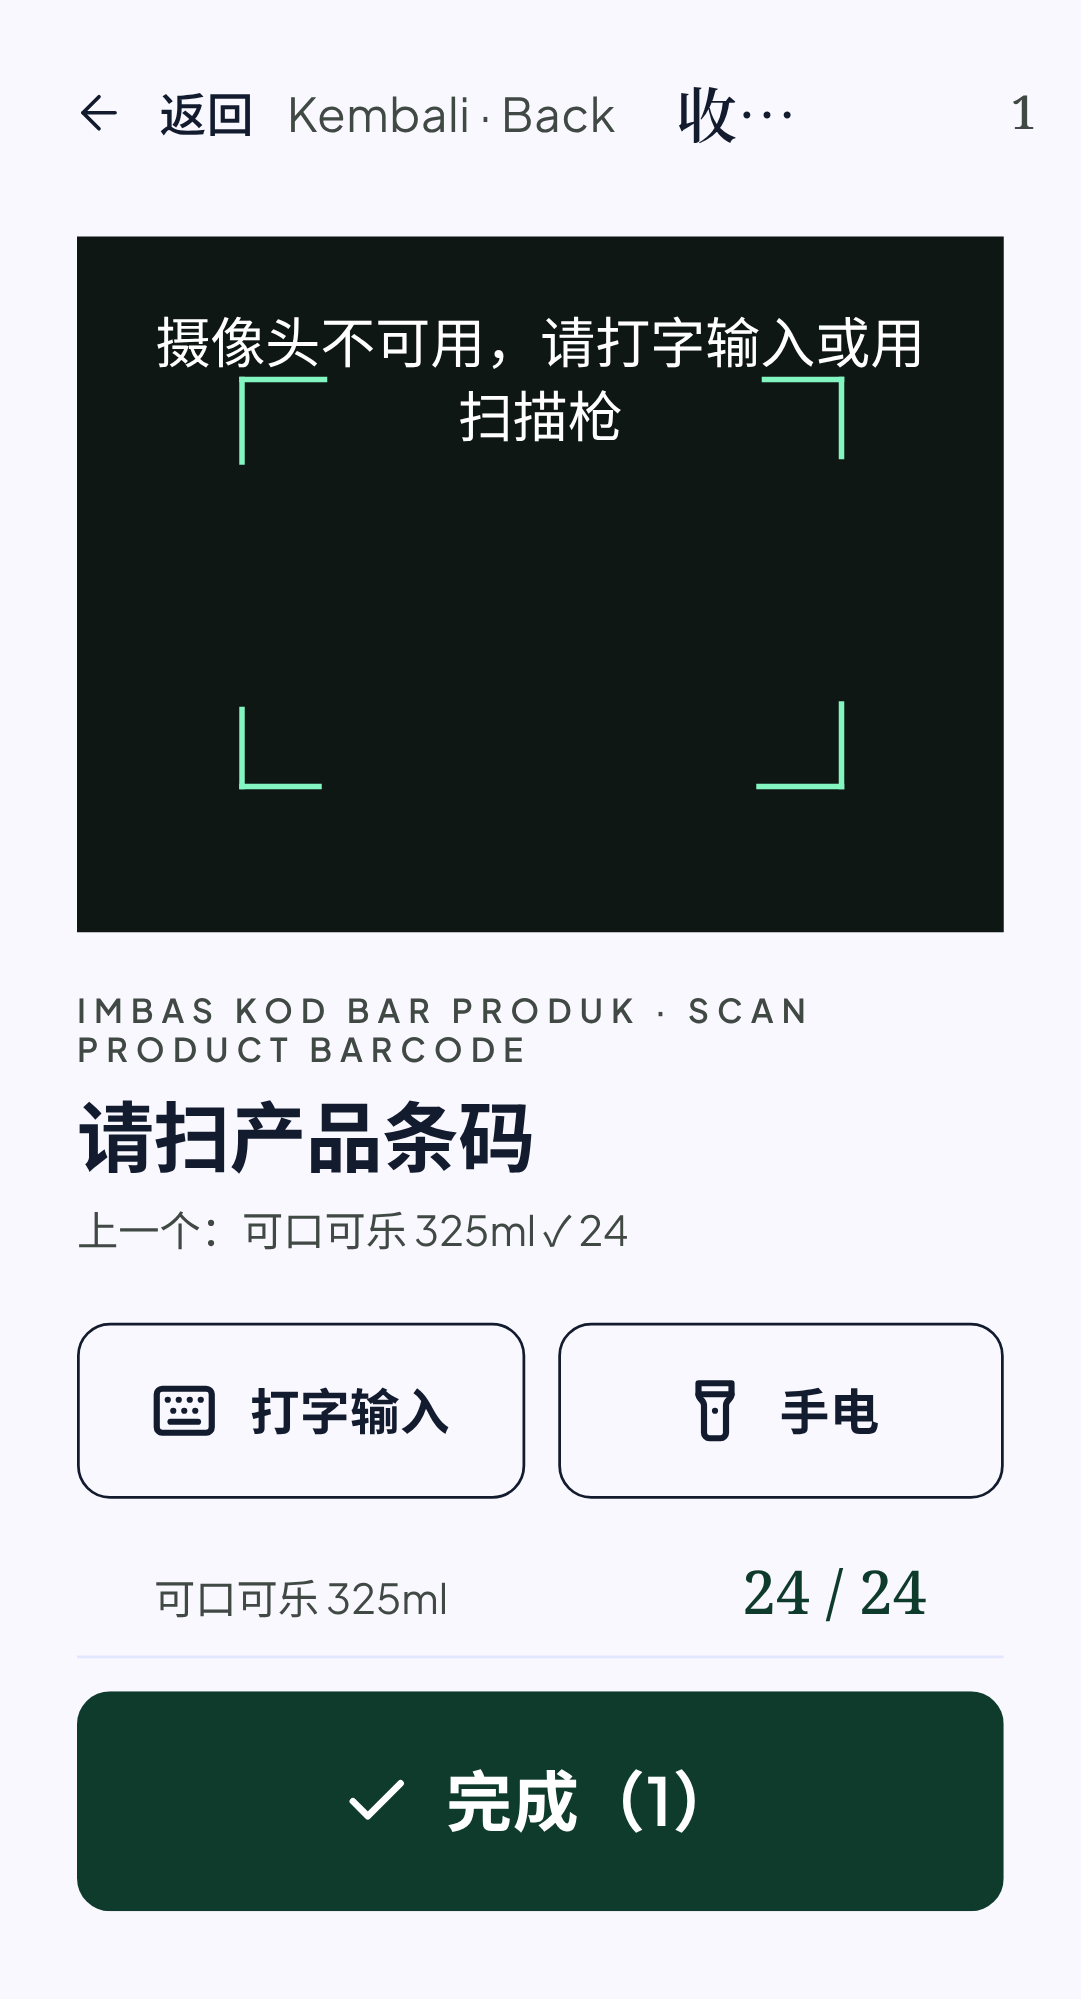 返回 Kembali · Back 收… 1
摄像头不可用，请打字输入或用
扫描枪
IMBAS KOD BAR PRODUK · SCAN
PRODUCT BARCODE
请扫产品条码
上一个：可口可乐 325ml ✓ 24
打字输入 手电
可口可乐 325ml 24 / 24
完成（1）